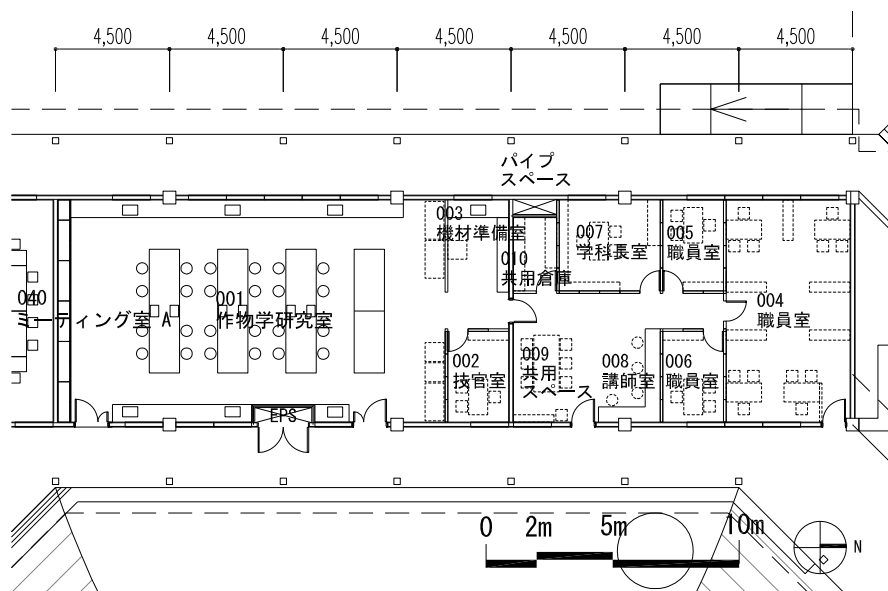 4,500 4,500 4,500 4,500 4,500 4,500 4,500
パイプ
スペース
003
機材準備室
007
学科長室
005
職員室
010
共用倉庫
040
ミーティング室 A
001
作物学研究室
004
職員室
002
技官室
009
共用
スペース
008
講師室
006
職員室
EPS
0 2m 5m 10m
N